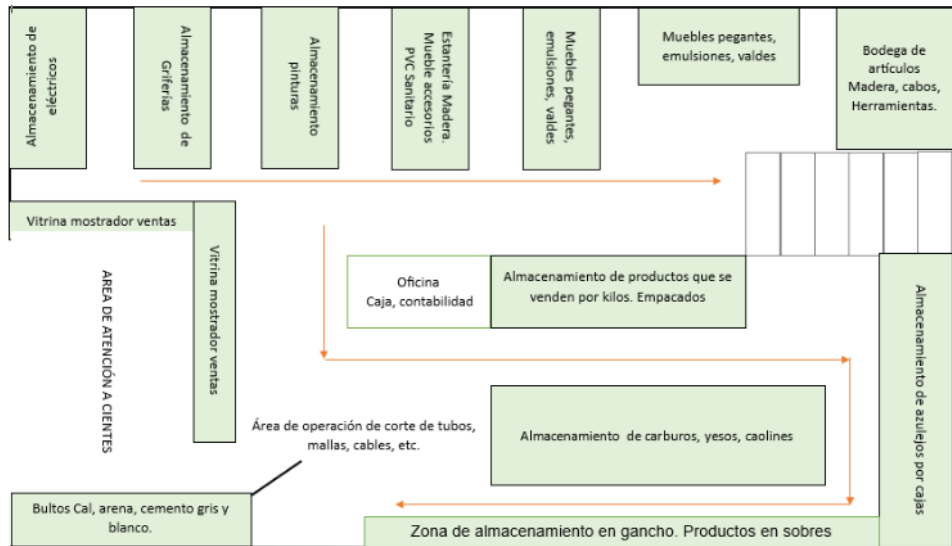 Almacenamiento de
eléctricos
Almacenamiento de
Griferías
Almacenamiento
pinturas
Estantería Madera.
Mueble accesorios
PVC Sanitario
Muebles pegantes,
emulsiones, valdes
Muebles pegantes,
emulsiones, valdes
Bodega de
artículos
Madera, cabos,
Herramientas.
Vitrina mostrador ventas
Vitrina mostrador ventas
AREA DE ATENCIÓN A CIENTES
Oficina
Caja, contabilidad
Almacenamiento de productos que se
venden por kilos. Empacados
Almacenamiento de azulejos por cajas
Área de operación de corte de tubos,
mallas, cables, etc.
Almacenamiento de carburos, yesos, caolines
Bultos Cal, arena, cemento gris y
blanco.
Zona de almacenamiento en gancho. Productos en sobres